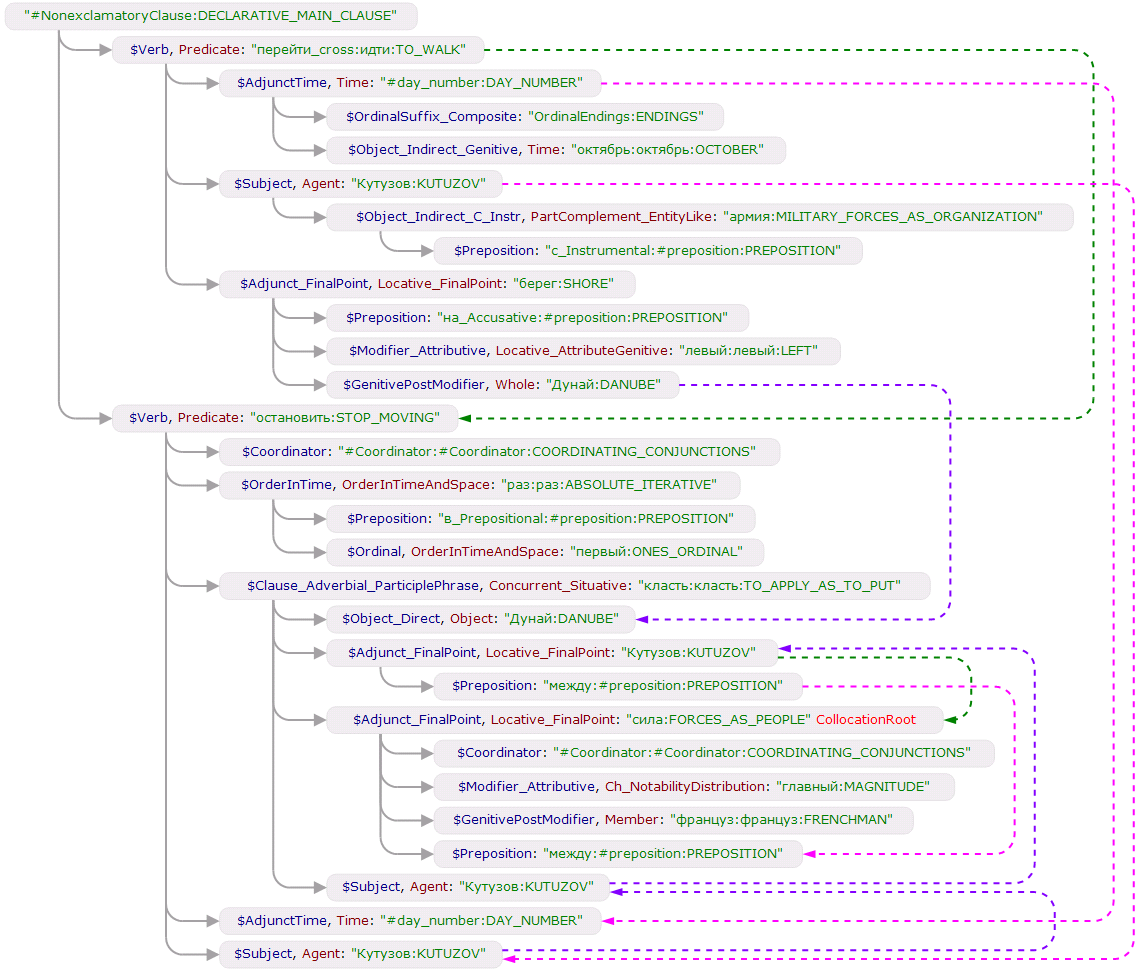 "#NonexclamatoryClause:DECLARATIVE_MAIN_CLAUSE"
$Verb, Predicate: "перейти_cross:идти:TO_WALK"
$AdjunctTime, Time: "#day_number:DAY_NUMBER"
$OrdinalSuffix_Composite: "OrdinalEndings:ENDINGS"
$Object_Indirect_Genitive, Time: "октябрь:октябрь:OCTOBER"
$Subject, Agent: "Кутузов:KUTUZOV"
$Object_Indirect_C_Instr, PartComplement_EntityLike: "армия:MILITARY_FORCES_AS_ORGANIZATION"
$Preposition: "с_Instrumental:#preposition:PREPOSITION"
$Adjunct_FinalPoint, Locative_FinalPoint: "берег:SHORE"
$Preposition: "на_Accusative:#preposition:PREPOSITION"
$Modifier_Attributive, Locative_AttributeGenitive: "левый:левый:LEFT"
$GenitivePostModifier, Whole: "Дунай:DANUBE"
$Verb, Predicate: "остановить:STOP_MOVING"
$Coordinator: "#Coordinator:#Coordinator:COORDINATING_CONJUNCTIONS"
$OrderInTime, OrderInTimeAndSpace: "раз:раз:ABSOLUTE_ITERATIVE"
$Preposition: "в_Prepositional:#preposition:PREPOSITION"
$Ordinal, OrderInTimeAndSpace: "первый:ONES_ORDINAL"
$Clause_Adverbial_ParticiplePhrase, Concurrent_Situative: "класть:класть:TO_APPLY_AS_TO_PUT"
$Object_Direct, Object: "Дунай:DANUBE"
$Adjunct_FinalPoint, Locative_FinalPoint: "Кутузов:KUTUZOV"
$Preposition: "между:#preposition:PREPOSITION"
$Adjunct_FinalPoint, Locative_FinalPoint: "сила:FORCES_AS_PEOPLE" CollocationRoot
$Coordinator: "#Coordinator:#Coordinator:COORDINATING_CONJUNCTIONS"
$Modifier_Attributive, Ch_NotabilityDistribution: "главный:MAGNITUDE"
$GenitivePostModifier, Member: "француз:француз:FRENCHMAN"
$Preposition: "между:#preposition:PREPOSITION"
$Subject, Agent: "Кутузов:KUTUZOV"
$AdjunctTime, Time: "#day_number:DAY_NUMBER"
$Subject, Agent: "Кутузов:KUTUZOV"